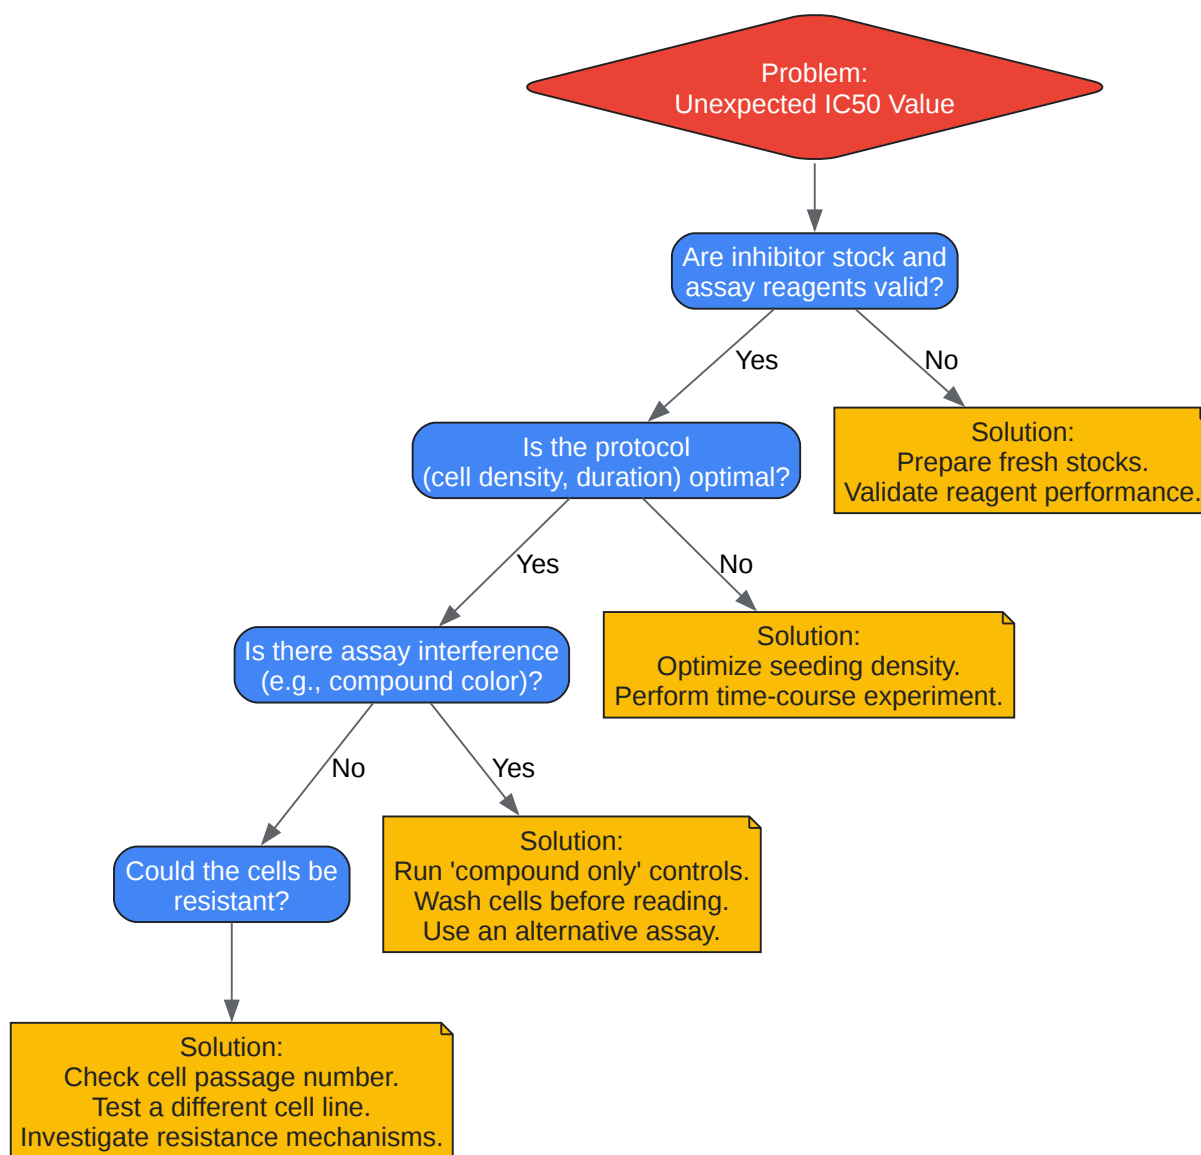 Problem:
Unexpected IC50 Value
Are inhibitor stock and
assay reagents valid?
Yes
No
Is the protocol
(cell density, duration) optimal?
Solution:
Prepare fresh stocks.
Validate reagent performance.
Yes
No
Is there assay interference
(e.g., compound color)?
Solution:
Optimize seeding density.
Perform time-course experiment.
No
Yes
Could the cells be
resistant?
Solution:
Run 'compound only' controls.
Wash cells before reading.
Use an alternative assay.
Solution:
Check cell passage number.
Test a different cell line.
Investigate resistance mechanisms.